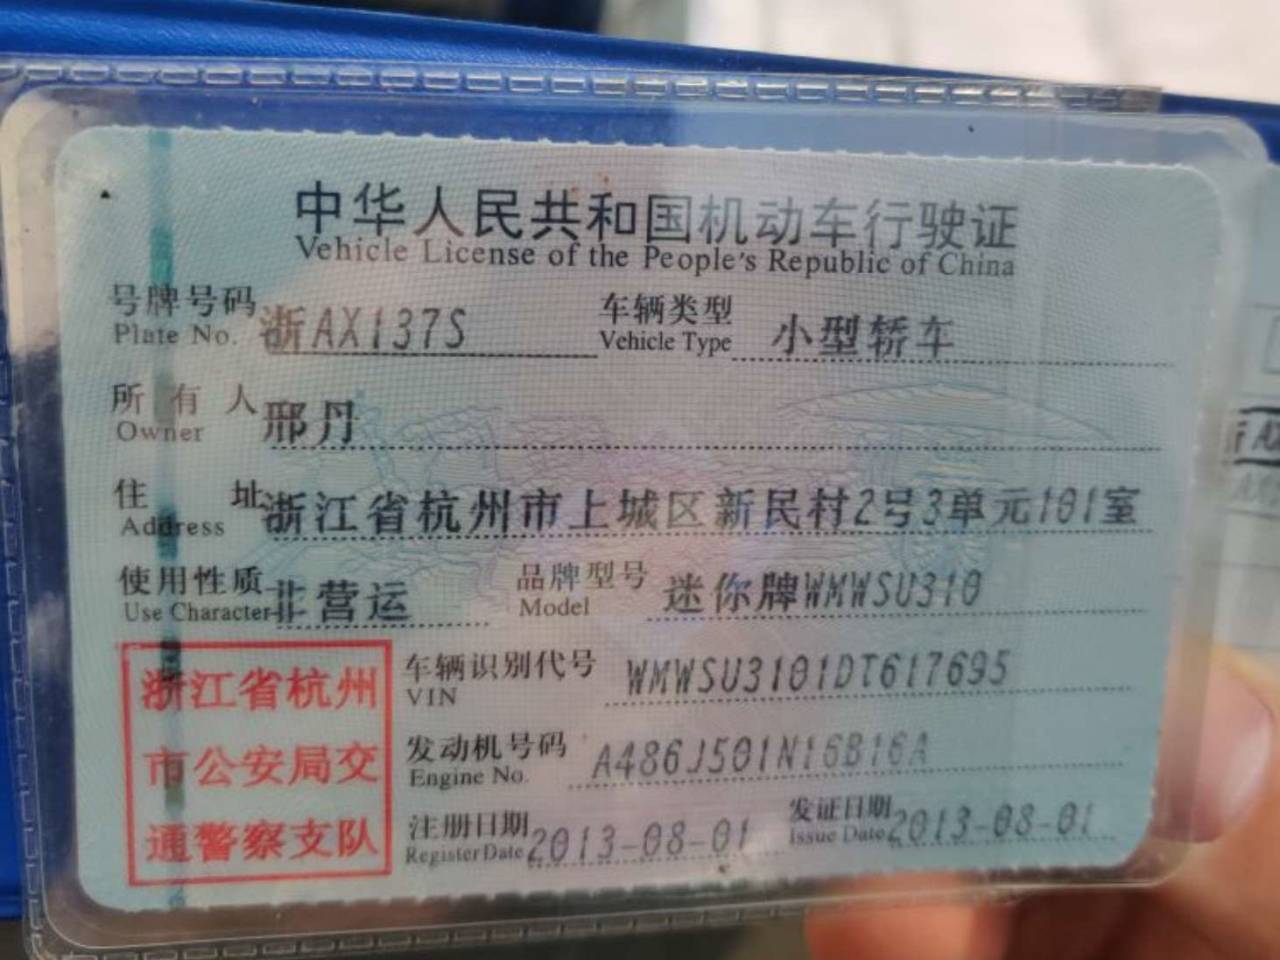 中华人民共和国机动车行驶证
Vehicle License of the People's Republic of China
号牌号码 浙AX137S 车辆类型 小型轿车
Plate No. Vehicle Type
所有人 邢丹
Owner
住址 浙江省杭州市上城区新民村2号3单元101室
Address
使用性质 非营运 品牌型号 迷你牌WMWSU310
Use Character Model
浙江省杭州
市公安局交
通警察支队
车辆识别代号 WMWSU3101DT617695
VIN
发动机号码 A486J501N16B16A
Engine No.
注册日期 2013-08-01 发证日期 2013-08-01
Register Date Issue Date